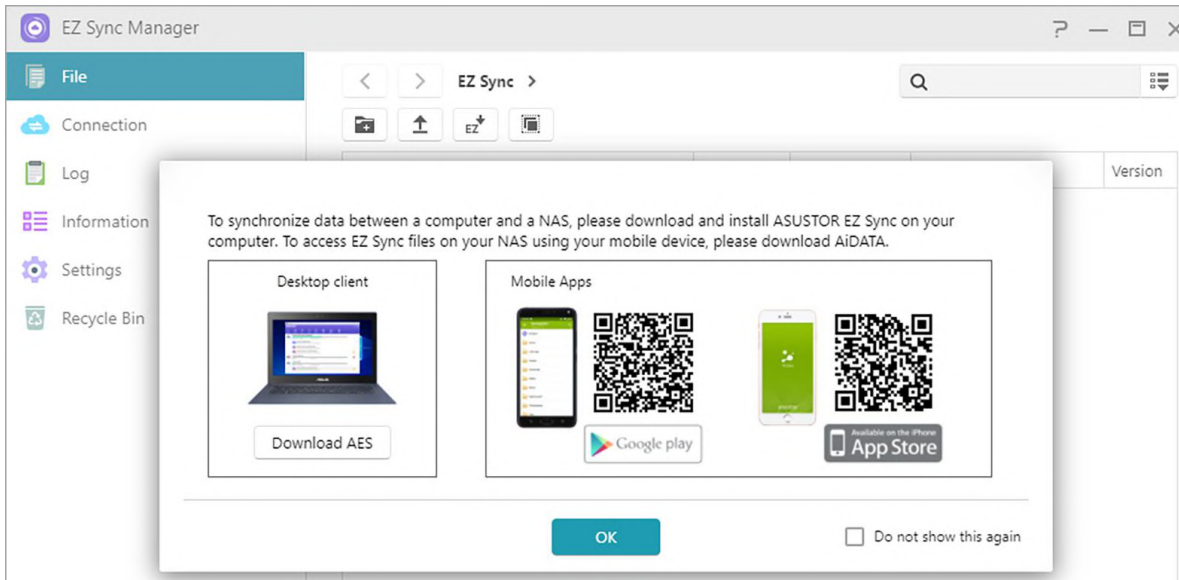 EZ Sync Manager
File
Connection
Log
Information
Settings
Recycle Bin
EZ Sync >
EZ
Version
To synchronize data between a computer and a NAS, please download and install ASUSTOR EZ Sync on your
computer. To access EZ Sync files on your NAS using your mobile device, please download AiDATA.
Desktop client
Download AES
Mobile Apps
Google play
Available on the iPhone
App Store
OK
Do not show this again